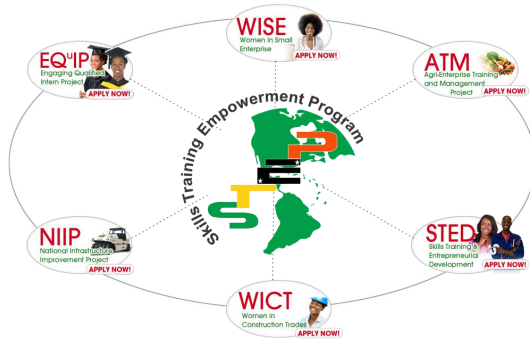 WISE
Women in Small
Enterprise
APPLY NOW!
EQuIP
Engaging Qualified
Intern Project
APPLY NOW!
ATM
Agri-Enterprise Training
and Management
Project
APPLY NOW!
Skills Training Empowerment Program
STEP
NIIP
National Infrastructure
Improvement Project
APPLY NOW!
STED
Skills Training &
Entrepreneurial
Development
APPLY NOW!
WICT
Women in
Construction Trades
APPLY NOW!